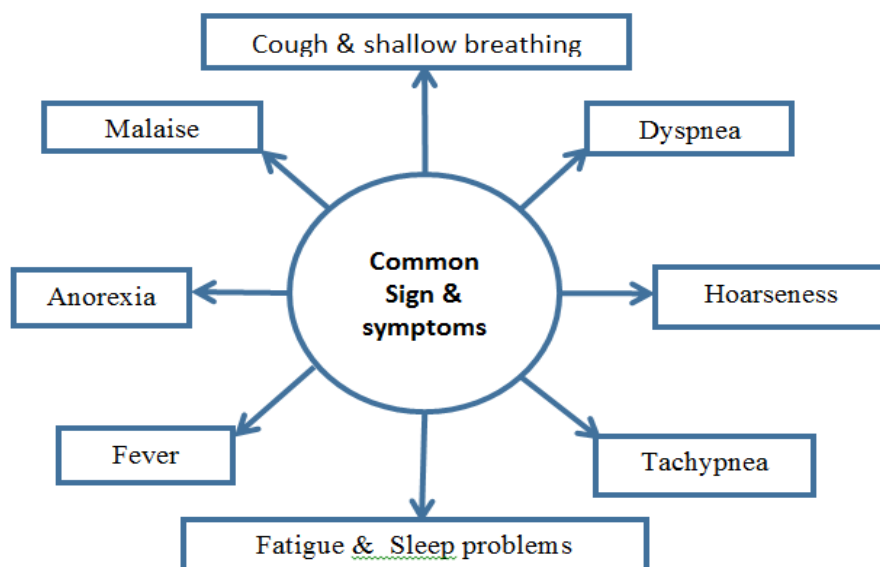 Cough & shallow breathing
Malaise
Dyspnea
Common
Sign &
symptoms
Anorexia
Hoarseness
Fever
Tachypnea
Fatigue & Sleep problems